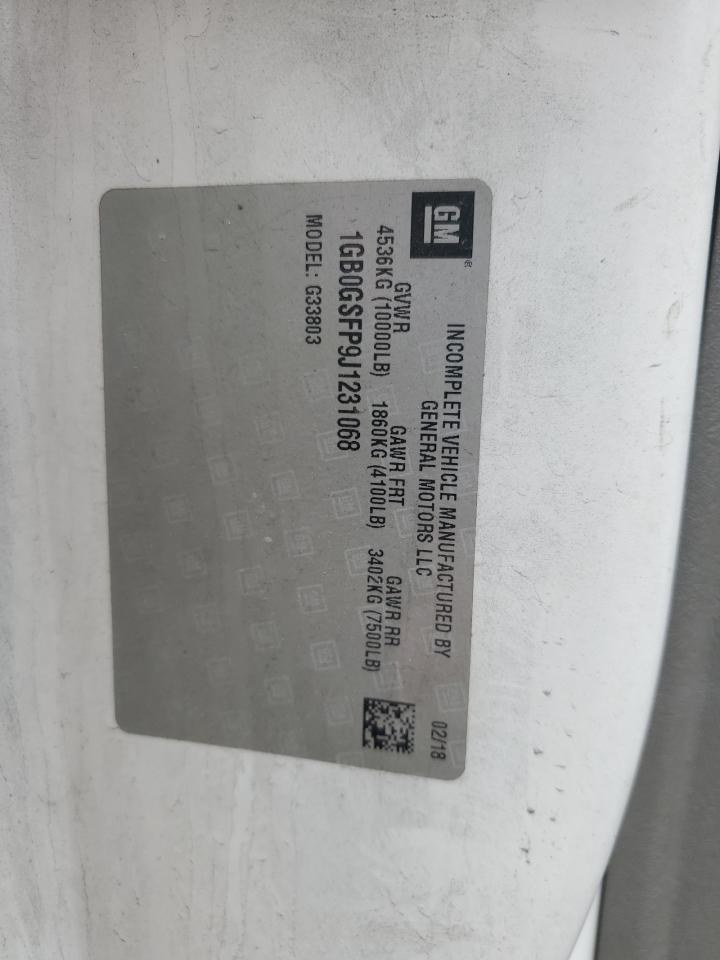 GM®
INCOMPLETE VEHICLE MANUFACTURED BY
GENERAL MOTORS LLC
02/18
GVWR GAWR FRT GAWR RR
4536KG (10000LB) 1860KG (4100LB) 3402KG (7500LB)
1GB0GSFP9J1231068
MODEL: G33803